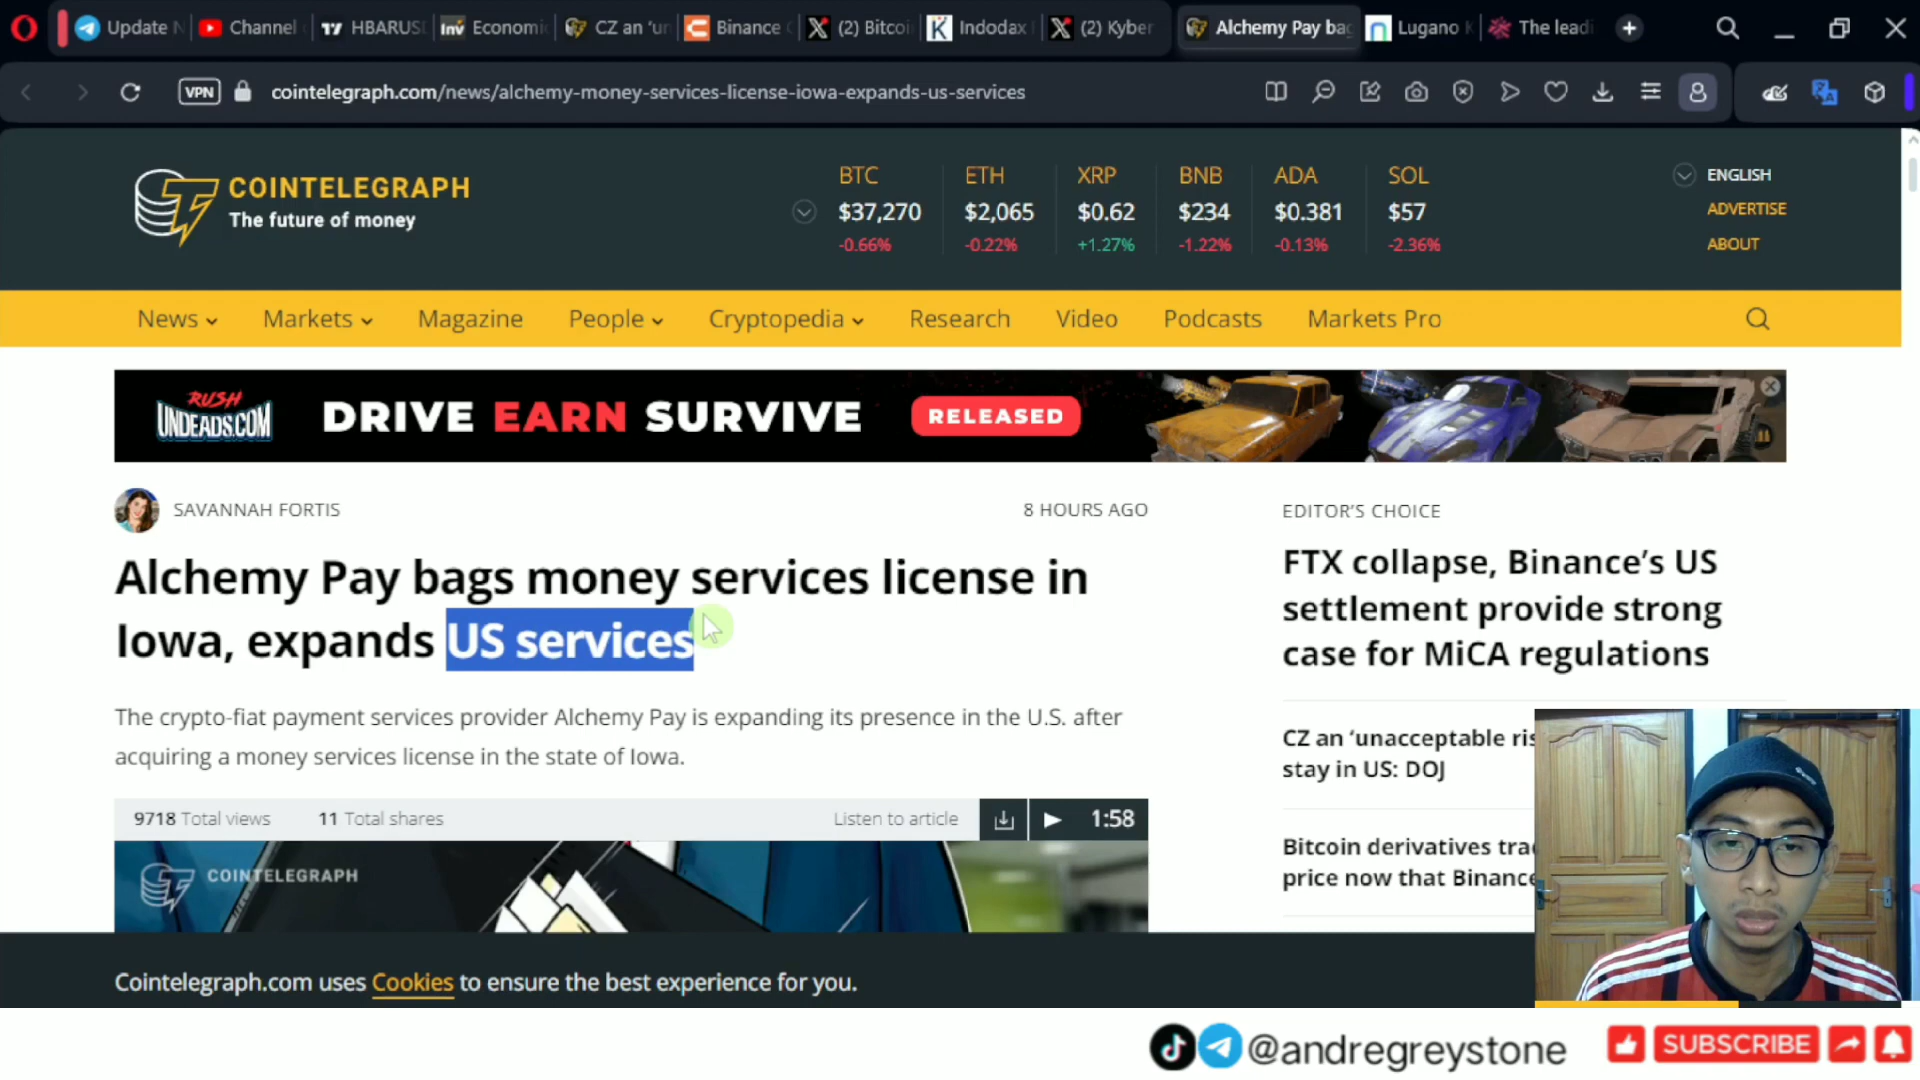 Update N
Channel
HBARUSD
Economic
CZ an ‘un
Binance
(2) Bitcoi
Indodax
(2) Kyber
Alchemy Pay bag
Lugano
The leadi
VPN
cointelegraph.com/news/alchemy-money-services-license-iowa-expands-us-services
COINTELEGRAPH
The future of money
BTC ETH XRP BNB ADA SOL
$37,270 $2,065 $0.62 $234 $0.381 $57
-0.66% -0.22% +1.27% -1.22% -0.13% -2.36%
ENGLISH
ADVERTISE
ABOUT
News Markets Magazine People Cryptopedia Research Video Podcasts Markets Pro
RUSH
UNDEADS.COM
DRIVE EARN SURVIVE
RELEASED
SAVANNAH FORTIS
8 HOURS AGO
Alchemy Pay bags money services license in
Iowa, expands US services
The crypto-fiat payment services provider Alchemy Pay is expanding its presence in the U.S. after
acquiring a money services license in the state of Iowa.
9718 Total views 11 Total shares
Listen to article
1:58
COINTELEGRAPH
EDITOR’S CHOICE
FTX collapse, Binance’s US
settlement provide strong
case for MiCA regulations
CZ an ‘unacceptable ris
stay in US: DOJ
Bitcoin derivatives tra
price now that Binance
Cointelegraph.com uses Cookies to ensure the best experience for you.
@andregreystone
SUBSCRIBE